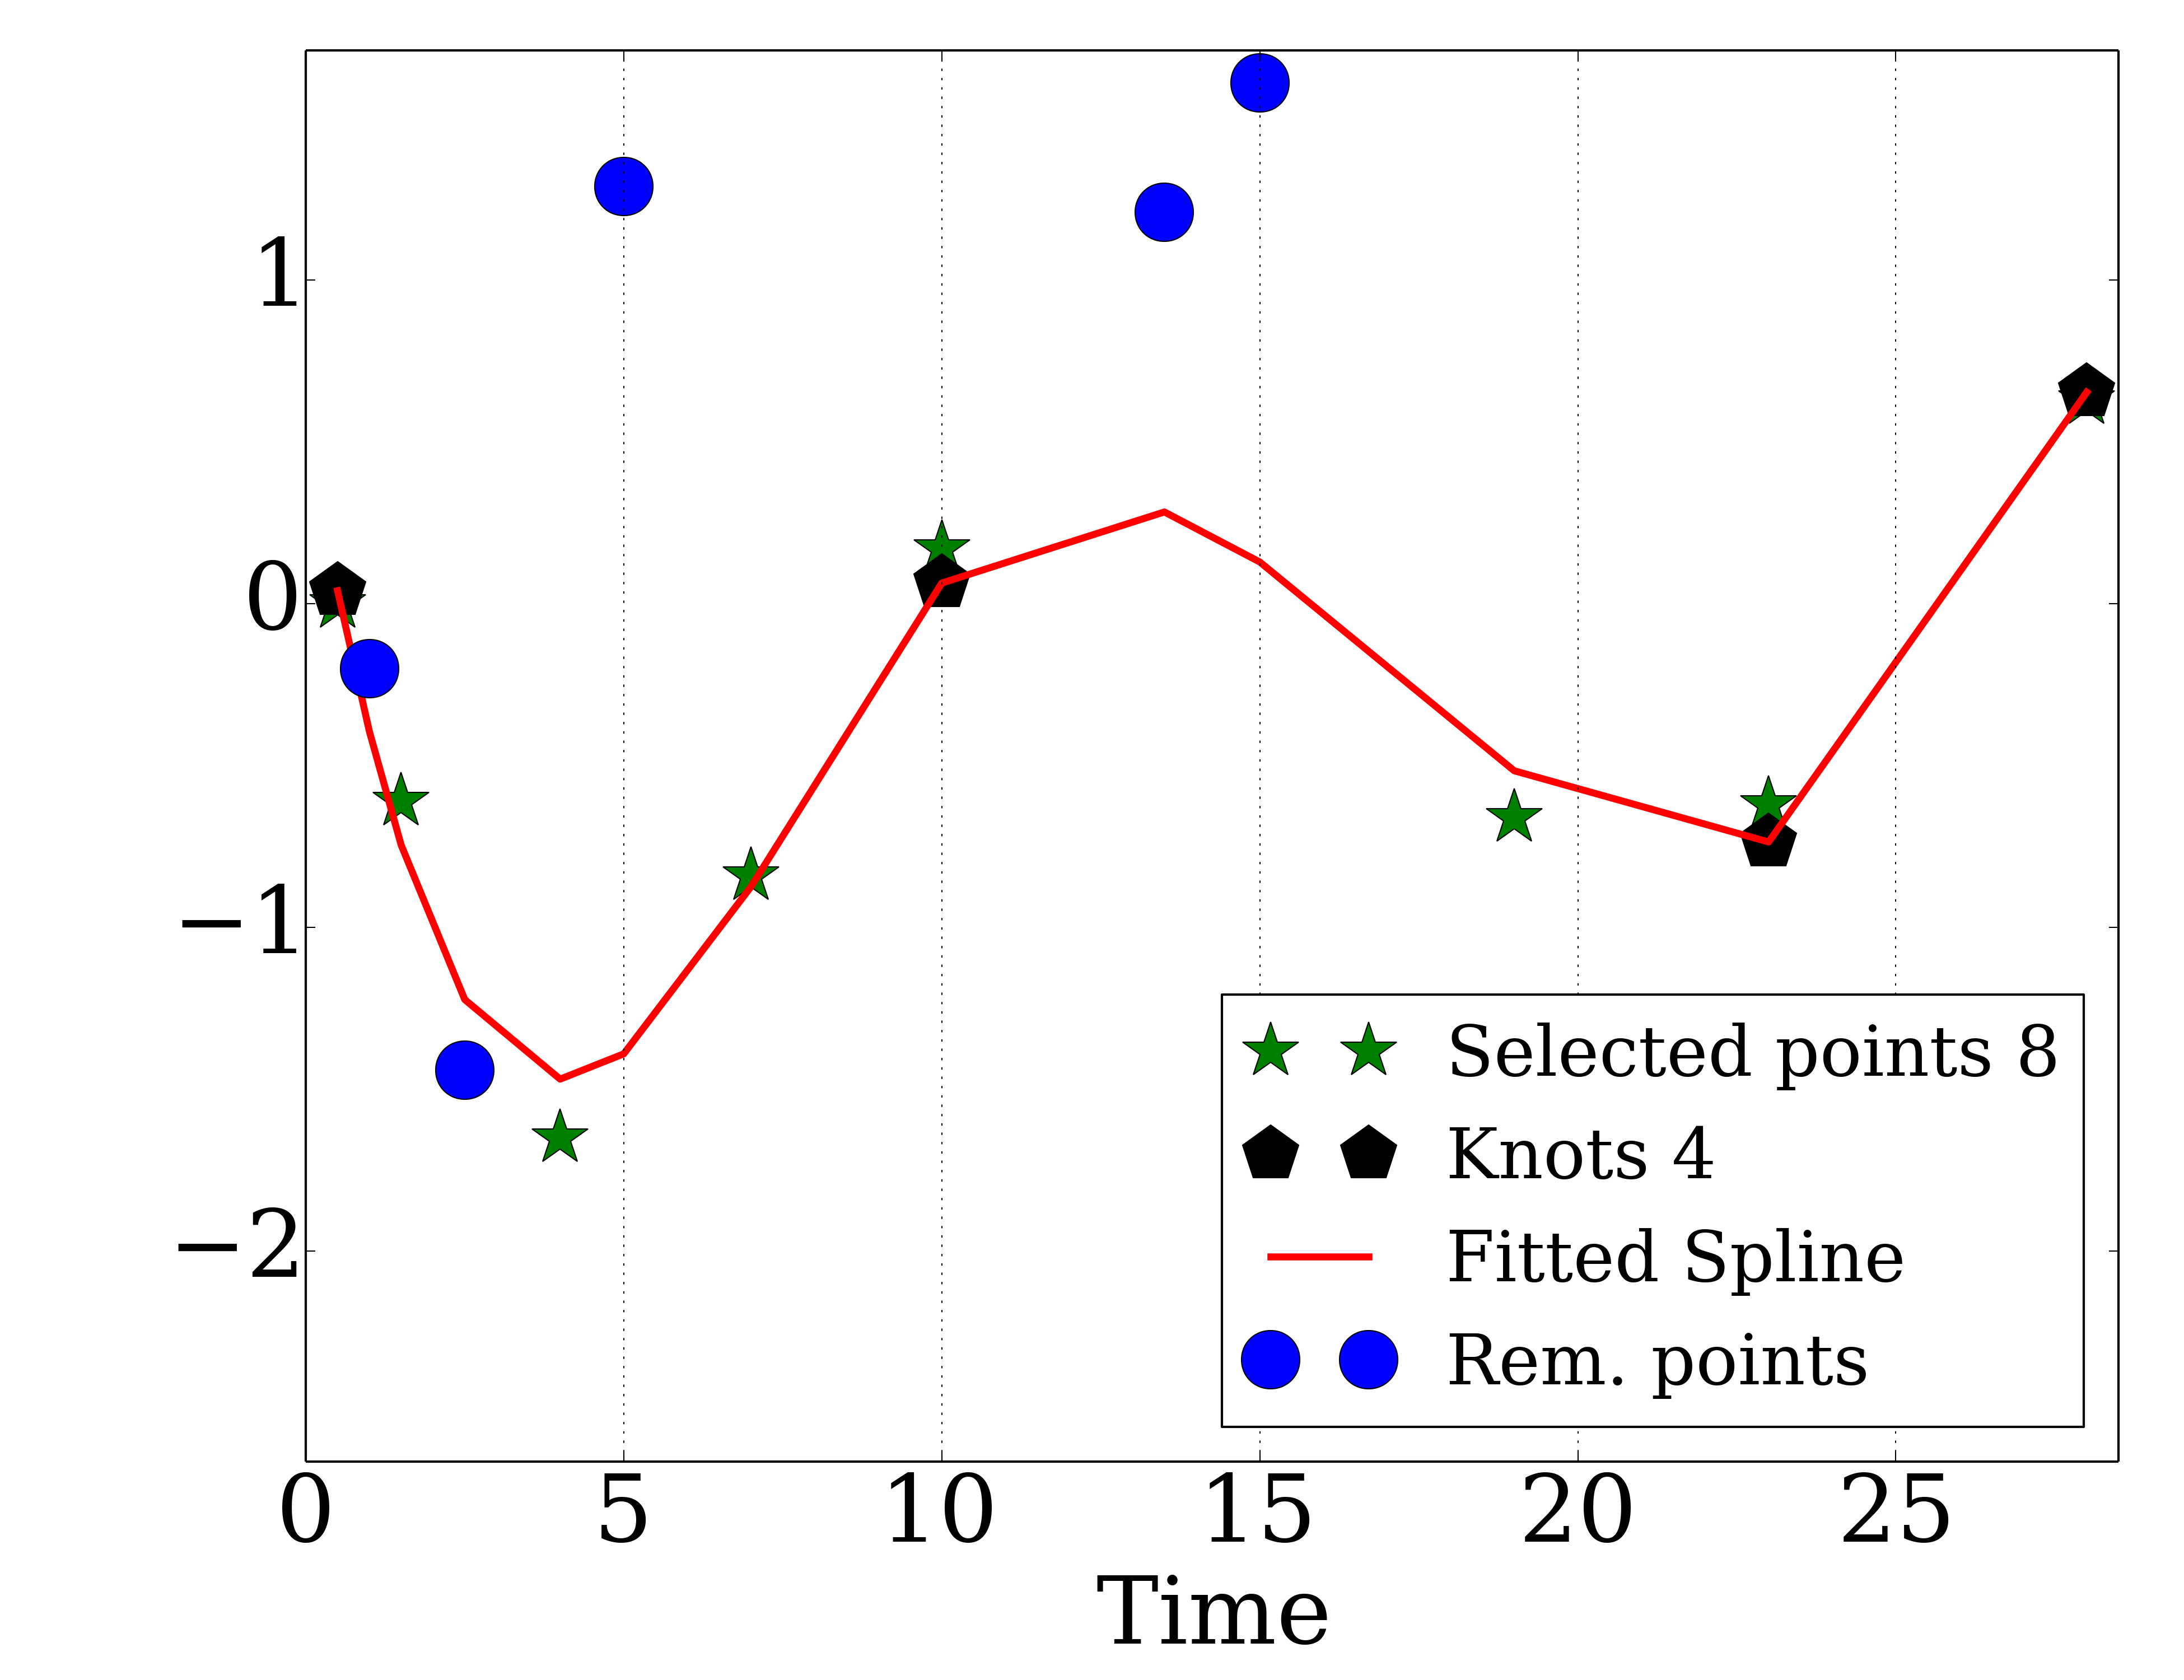 1
0
−1
−2
Selected points 8
Knots 4
Fitted Spline
Rem. points
0 5 10 15 20 25
Time